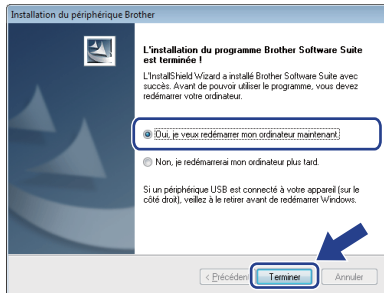 Installation du périphérique Brother
L'installation du programme Brother Software Suite
est terminée !
L'InstallShield Wizard a installé Brother Software Suite avec
succès. Avant de pouvoir utiliser le programme, vous devez
redémarrer votre ordinateur.
Oui, je veux redémarrer mon ordinateur maintenant.
Non, je redémarrerai mon ordinateur plus tard.
Si un périphérique USB est connecté à votre appareil (sur le
côté droit), veillez à le retirer avant de redémarrer Windows.
< Précéden Terminer Annuler